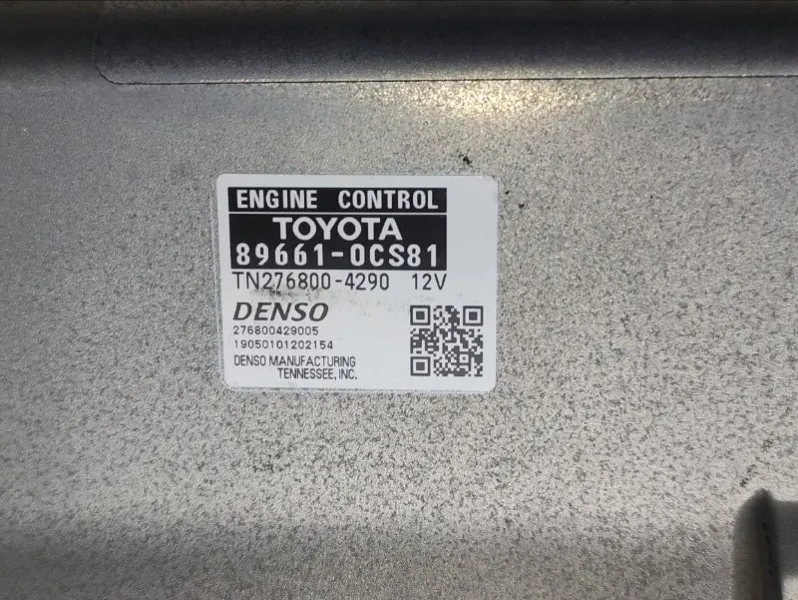 ENGINE CONTROL
TOYOTA
89661-0CS81
TN276800-4290 12V
DENSO
276800429005
19050101202154
DENSO MANUFACTURING
TENNESSEE, INC.